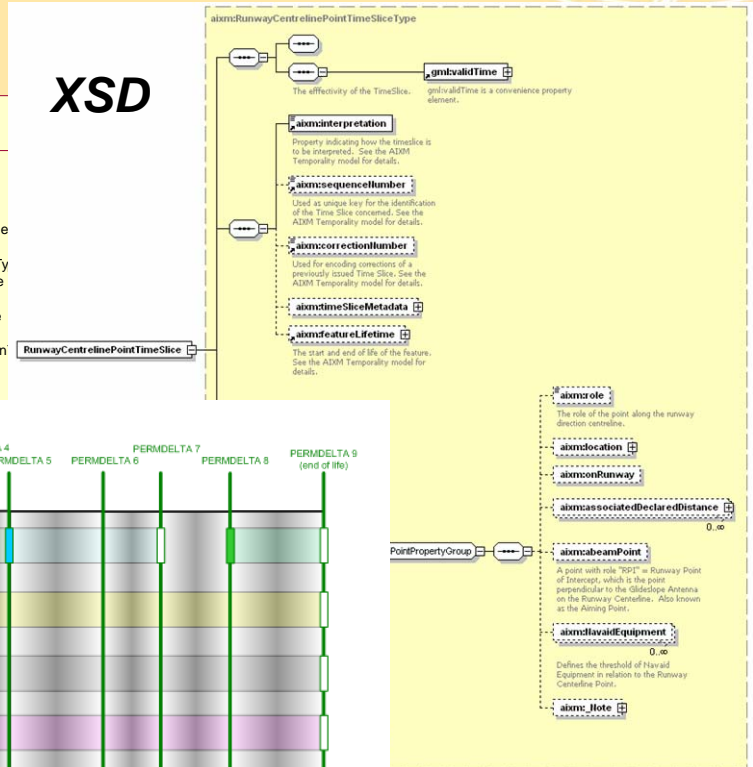 XSD
aixm:RunwayCentrelinePointTimeSliceType
gml:validTime
The efffectivity of the TimeSlice.
gml:validTime is a convenience property
element.
aixm:interpretation
Property indicating how the timeslice is
to be interpreted. See the AIXM
Temporality model for details.
aixm:sequenceNumber
Used as unique key for the identification
of the Time Slice concerned. See the
AIXM Temporality model for details.
aixm:correctionNumber
Used for encoding corrections of a
previously issued Time Slice. See the
AIXM Temporality model for details.
aixm:timeSliceMetadata
aixm:featureLifetime
The start and end of life of the feature.
See the AIXM Temporality model for
details.
RunwayCentrelinePointTimeSlice
aixm:role
The role of the point along the runway
direction centreline.
aixm:location
aixm:onRunway
aixm:associatedDeclaredDistance
0..∞
PointPropertyGroup
aixm:abeamPoint
A point with role "RPI" = Runway Point
of Intercept, which is the point
perpendicular to the Glideslope Antenna
on the Runway Centerline. Also known
as the Aiming Point.
aixm:NavaidEquipment
0..∞
Defines the threshold of Navaid
Equipment in relation to the Runway
Centerline Point.
aixm:_Note
4
RMDELTA 5
PERMDELTA 6
PERMDELTA 7
PERMDELTA 8
PERMDELTA 9
(end of life)